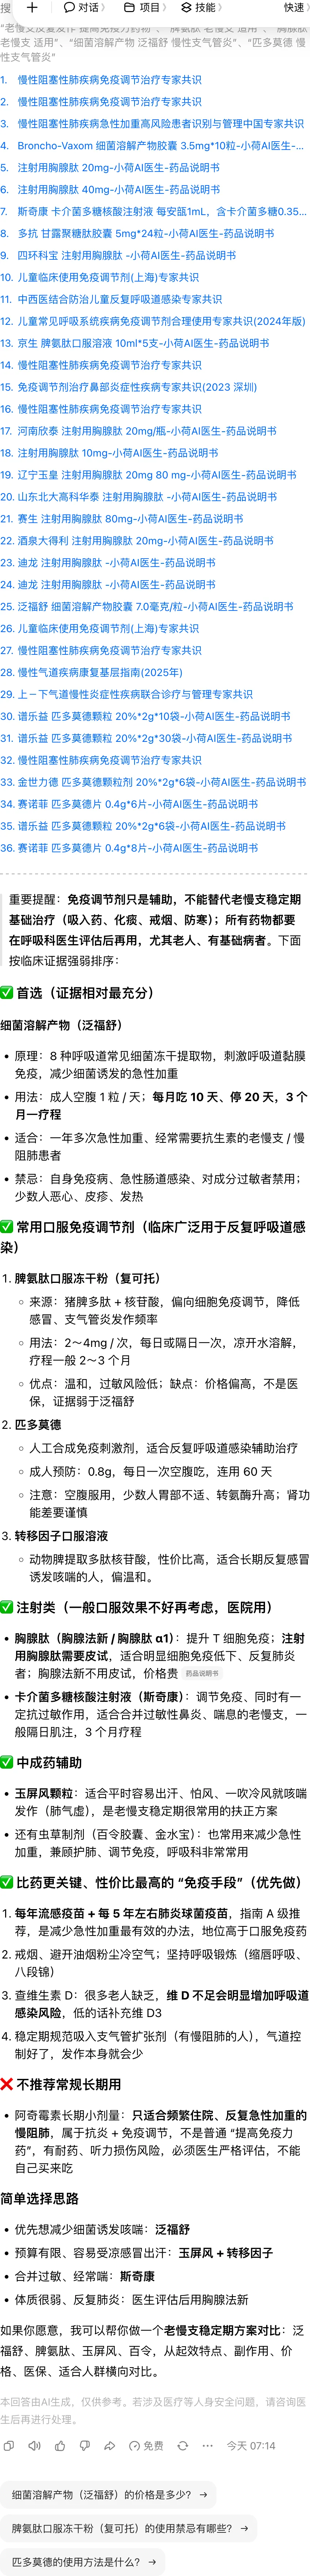 搜
对话
项目
技能
快速
老慢支 适用”、“细菌溶解产物 泛福舒 慢性支气管炎”、“匹多莫德 慢
性支气管炎”
1. 慢性阻塞性肺疾病免疫调节治疗专家共识
2. 慢性阻塞性肺疾病免疫调节治疗专家共识
3. 慢性阻塞性肺疾病急性加重高风险患者识别与管理中国专家共识
4. Broncho-Vaxom 细菌溶解产物胶囊 3.5mg*10粒-小荷AI医生-...
5. 注射用胸腺肽 20mg-小荷AI医生-药品说明书
6. 注射用胸腺肽 40mg-小荷AI医生-药品说明书
7. 斯奇康 卡介菌多糖核酸注射液 每安瓿1mL，含卡介菌多糖0.35...
8. 多抗 甘露聚糖肽胶囊 5mg*24粒-小荷AI医生-药品说明书
9. 四环科宝 注射用胸腺肽 -小荷AI医生-药品说明书
10. 儿童临床使用免疫调节剂(上海)专家共识
11. 中西医结合防治儿童反复呼吸道感染专家共识
12. 儿童常见呼吸系统疾病免疫调节剂合理使用专家共识(2024年版)
13. 京生 脾氨肽口服溶液 10ml*5支-小荷AI医生-药品说明书
14. 慢性阻塞性肺疾病免疫调节治疗专家共识
15. 免疫调节剂治疗鼻部炎症性疾病专家共识(2023 深圳)
16. 慢性阻塞性肺疾病免疫调节治疗专家共识
17. 河南欣泰 注射用胸腺肽 20mg/瓶-小荷AI医生-药品说明书
18. 注射用胸腺肽 10mg-小荷AI医生-药品说明书
19. 辽宁玉皇 注射用胸腺肽 20mg 80 mg-小荷AI医生-药品说明书
20. 山东北大高科华泰 注射用胸腺肽 -小荷AI医生-药品说明书
21. 赛生 注射用胸腺肽 80mg-小荷AI医生-药品说明书
22. 酒泉大得利 注射用胸腺肽 20mg-小荷AI医生-药品说明书
23. 迪龙 注射用胸腺肽 -小荷AI医生-药品说明书
24. 迪龙 注射用胸腺肽 -小荷AI医生-药品说明书
25. 泛福舒 细菌溶解产物胶囊 7.0毫克/粒-小荷AI医生-药品说明书
26. 儿童临床使用免疫调节剂(上海)专家共识
27. 慢性阻塞性肺疾病免疫调节治疗专家共识
28. 慢性气道疾病康复基层指南(2025年)
29. 上－下气道慢性炎症性疾病联合诊疗与管理专家共识
30. 谱乐益 匹多莫德颗粒 20%*2g*10袋-小荷AI医生-药品说明书
31. 谱乐益 匹多莫德颗粒 20%*2g*30袋-小荷AI医生-药品说明书
32. 慢性阻塞性肺疾病免疫调节治疗专家共识
33. 金世力德 匹多莫德颗粒剂 20%*2g*6袋-小荷AI医生-药品说明书
34. 赛诺菲 匹多莫德片 0.4g*6片-小荷AI医生-药品说明书
35. 谱乐益 匹多莫德颗粒 20%*2g*6袋-小荷AI医生-药品说明书
36. 赛诺菲 匹多莫德片 0.4g*8片-小荷AI医生-药品说明书
重要提醒：免疫调节剂只是辅助，不能替代老慢支稳定期
基础治疗（吸入药、化痰、戒烟、防寒）；所有药物都要
在呼吸科医生评估后再用，尤其老人、有基础病者。下面
按临床证据强弱排序：
✅ 首选（证据相对最充分）
细菌溶解产物（泛福舒）
• 原理：8 种呼吸道常见细菌冻干提取物，刺激呼吸道黏膜
免疫，减少细菌诱发的急性加重
• 用法：成人空腹 1 粒 / 天；每月吃 10 天、停 20 天，3 个
月一疗程
• 适合：一年多次急性加重、经常需要抗生素的老慢支 / 慢
阻肺患者
• 禁忌：自身免疫病、急性肠道感染、对成分过敏者禁用；
少数人恶心、皮疹、发热
✅ 常用口服免疫调节剂（临床广泛用于反复呼吸道感
染）
1. 脾氨肽口服冻干粉（复可托）
○ 来源：猪脾多肽 + 核苷酸，偏向细胞免疫调节，降低
感冒、支气管炎发作频率
○ 用法：2～4mg / 次，每日或隔日一次，凉开水溶解，
疗程一般 2～3 个月
○ 优点：温和，过敏风险低；缺点：价格偏高，不是医
保，证据弱于泛福舒
2. 匹多莫德
○ 人工合成免疫刺激剂，适合反复呼吸道感染辅助治疗
○ 成人预防：0.8g，每日一次空腹吃，连用 60 天
○ 注意：空腹服用，少数人胃部不适、转氨酶升高；肾功
能差要谨慎
3. 转移因子口服溶液
○ 动物脾提取多肽核苷酸，性价比高，适合长期反复感冒
诱发咳喘的人，偏温和。
✅ 注射类（一般口服效果不好再考虑，医院用）
• 胸腺肽（胸腺法新 / 胸腺肽 α1）：提升 T 细胞免疫；注射
用胸腺肽需要皮试，适合明显细胞免疫低下、反复肺炎
者；胸腺法新不用皮试，价格贵 药品说明书
• 卡介菌多糖核酸注射液（斯奇康）：调节免疫、同时有一
定抗过敏作用，适合合并过敏性鼻炎、喘息的老慢支，一
般隔日肌注，3 个月疗程
✅ 中成药辅助
• 玉屏风颗粒：适合平时容易出汗、怕风、一吹冷风就咳喘
发作（肺气虚），是老慢支稳定期很常用的扶正方案
• 还有虫草制剂（百令胶囊、金水宝）：也常用来减少急性
加重，兼顾护肺、调节免疫，呼吸科非常常用
✅ 比药更关键、性价比最高的 “免疫手段”（优先做）
1. 每年流感疫苗 + 每 5 年左右肺炎球菌疫苗，指南 A 级推
荐，是减少急性加重最有效的办法，地位高于口服免疫药
2. 戒烟、避开油烟粉尘冷空气；坚持呼吸锻炼（缩唇呼吸、
八段锦）
3. 查维生素 D：很多老人缺乏，维 D 不足会明显增加呼吸道
感染风险，低的话补充维 D3
4. 稳定期规范吸入支气管扩张剂（有慢阻肺的人），气道控
制好了，发作本身就会少
❌ 不推荐常规长期用
• 阿奇霉素长期小剂量：只适合频繁住院、反复急性加重的
慢阻肺，属于抗炎 + 免疫调节，不是普通 “提高免疫力
药”，有耐药、听力损伤风险，必须医生严格评估，不能
自己买来吃
简单选择思路
• 优先想减少细菌诱发咳喘：泛福舒
• 预算有限、容易受凉感冒出汗：玉屏风 + 转移因子
• 合并过敏、经常喘：斯奇康
• 体质很弱、反复肺炎：医生评估后用胸腺法新
如果你愿意，我可以帮你做一个老慢支稳定期方案对比：泛
福舒、脾氨肽、玉屏风、百令，从起效特点、副作用、价
格、医保、适合人群横向对比。
本回答由AI生成，仅供参考。若涉及医疗等人身安全问题，请咨询医
生后再进行处理。
免费
今天 07:14
细菌溶解产物（泛福舒）的价格是多少？ →
脾氨肽口服冻干粉（复可托）的使用禁忌有哪些？ →
匹多莫德的使用方法是什么？ →